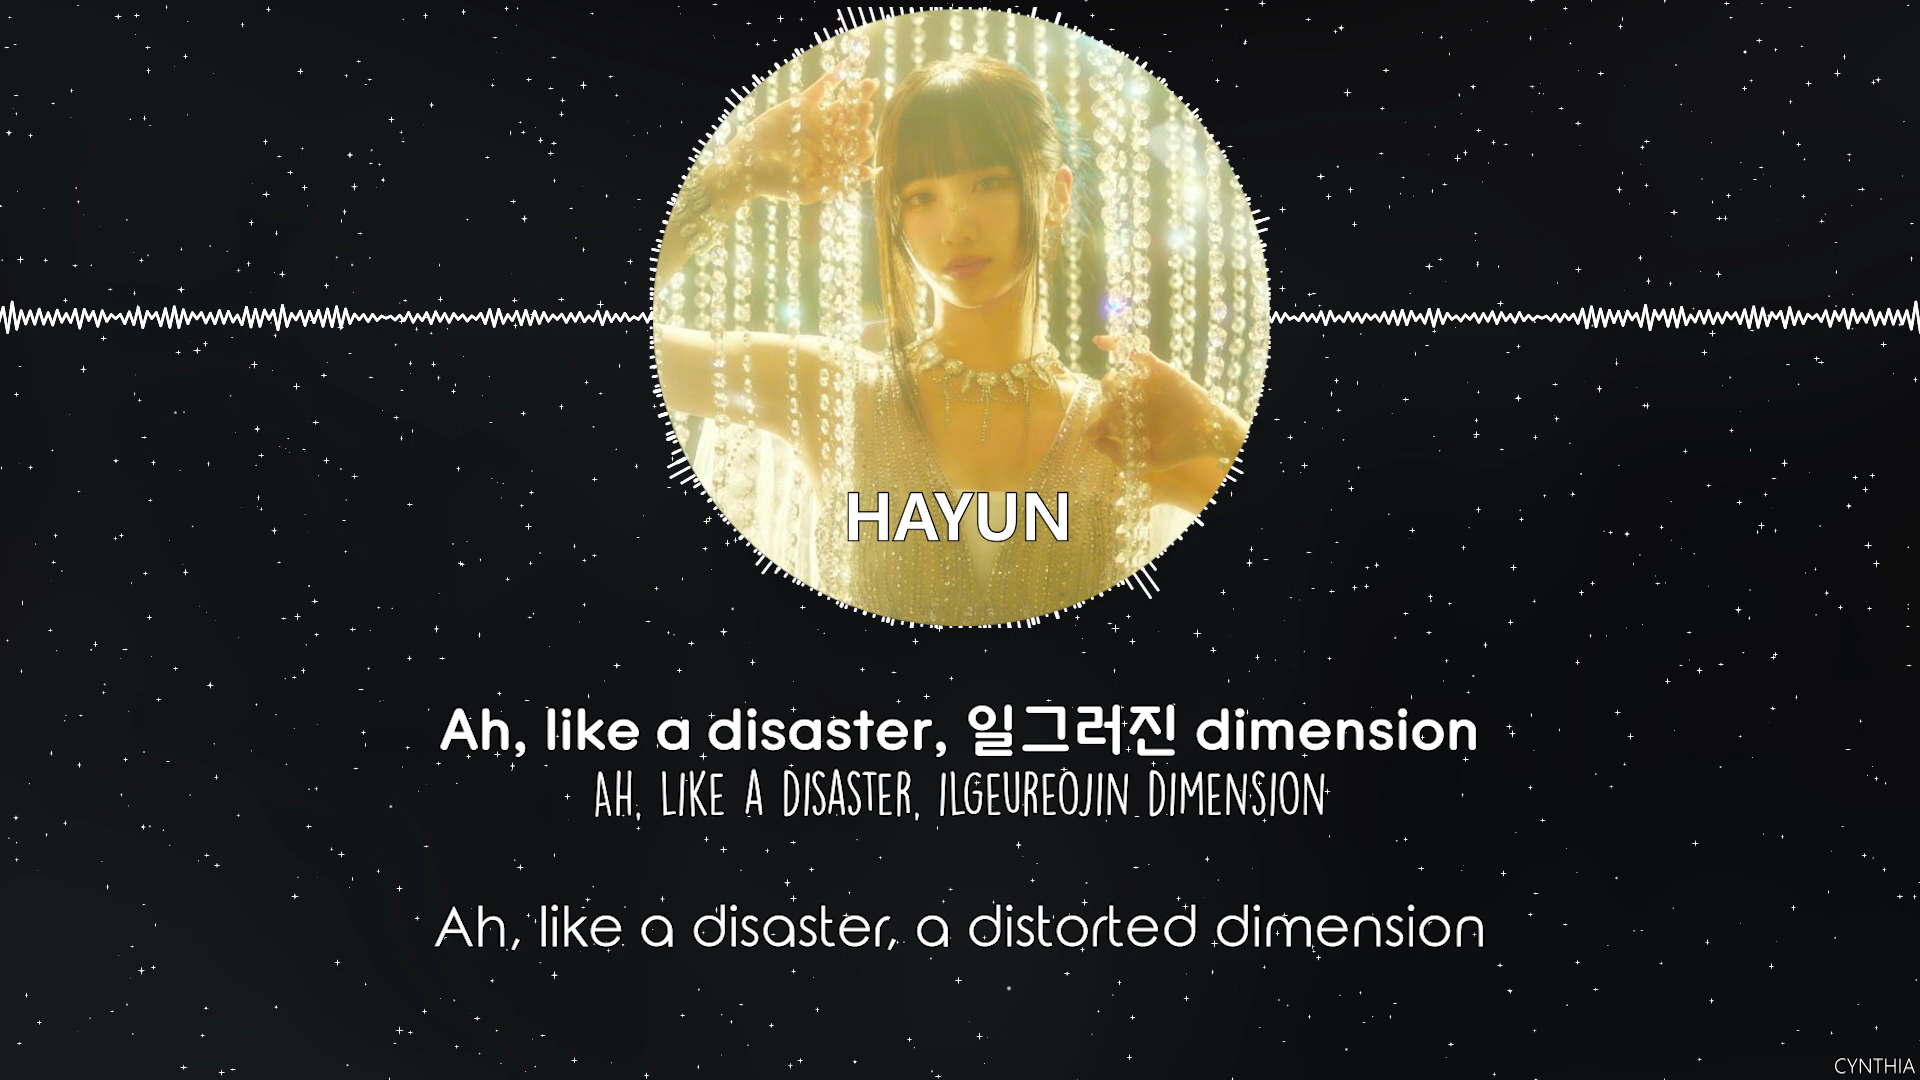 HAYUN
Ah, like a disaster, 일그러진 dimension
AH, LIKE A DISASTER, ILGEUREOJIN DIMENSION
Ah, like a disaster, a distorted dimension
CYNTHIA